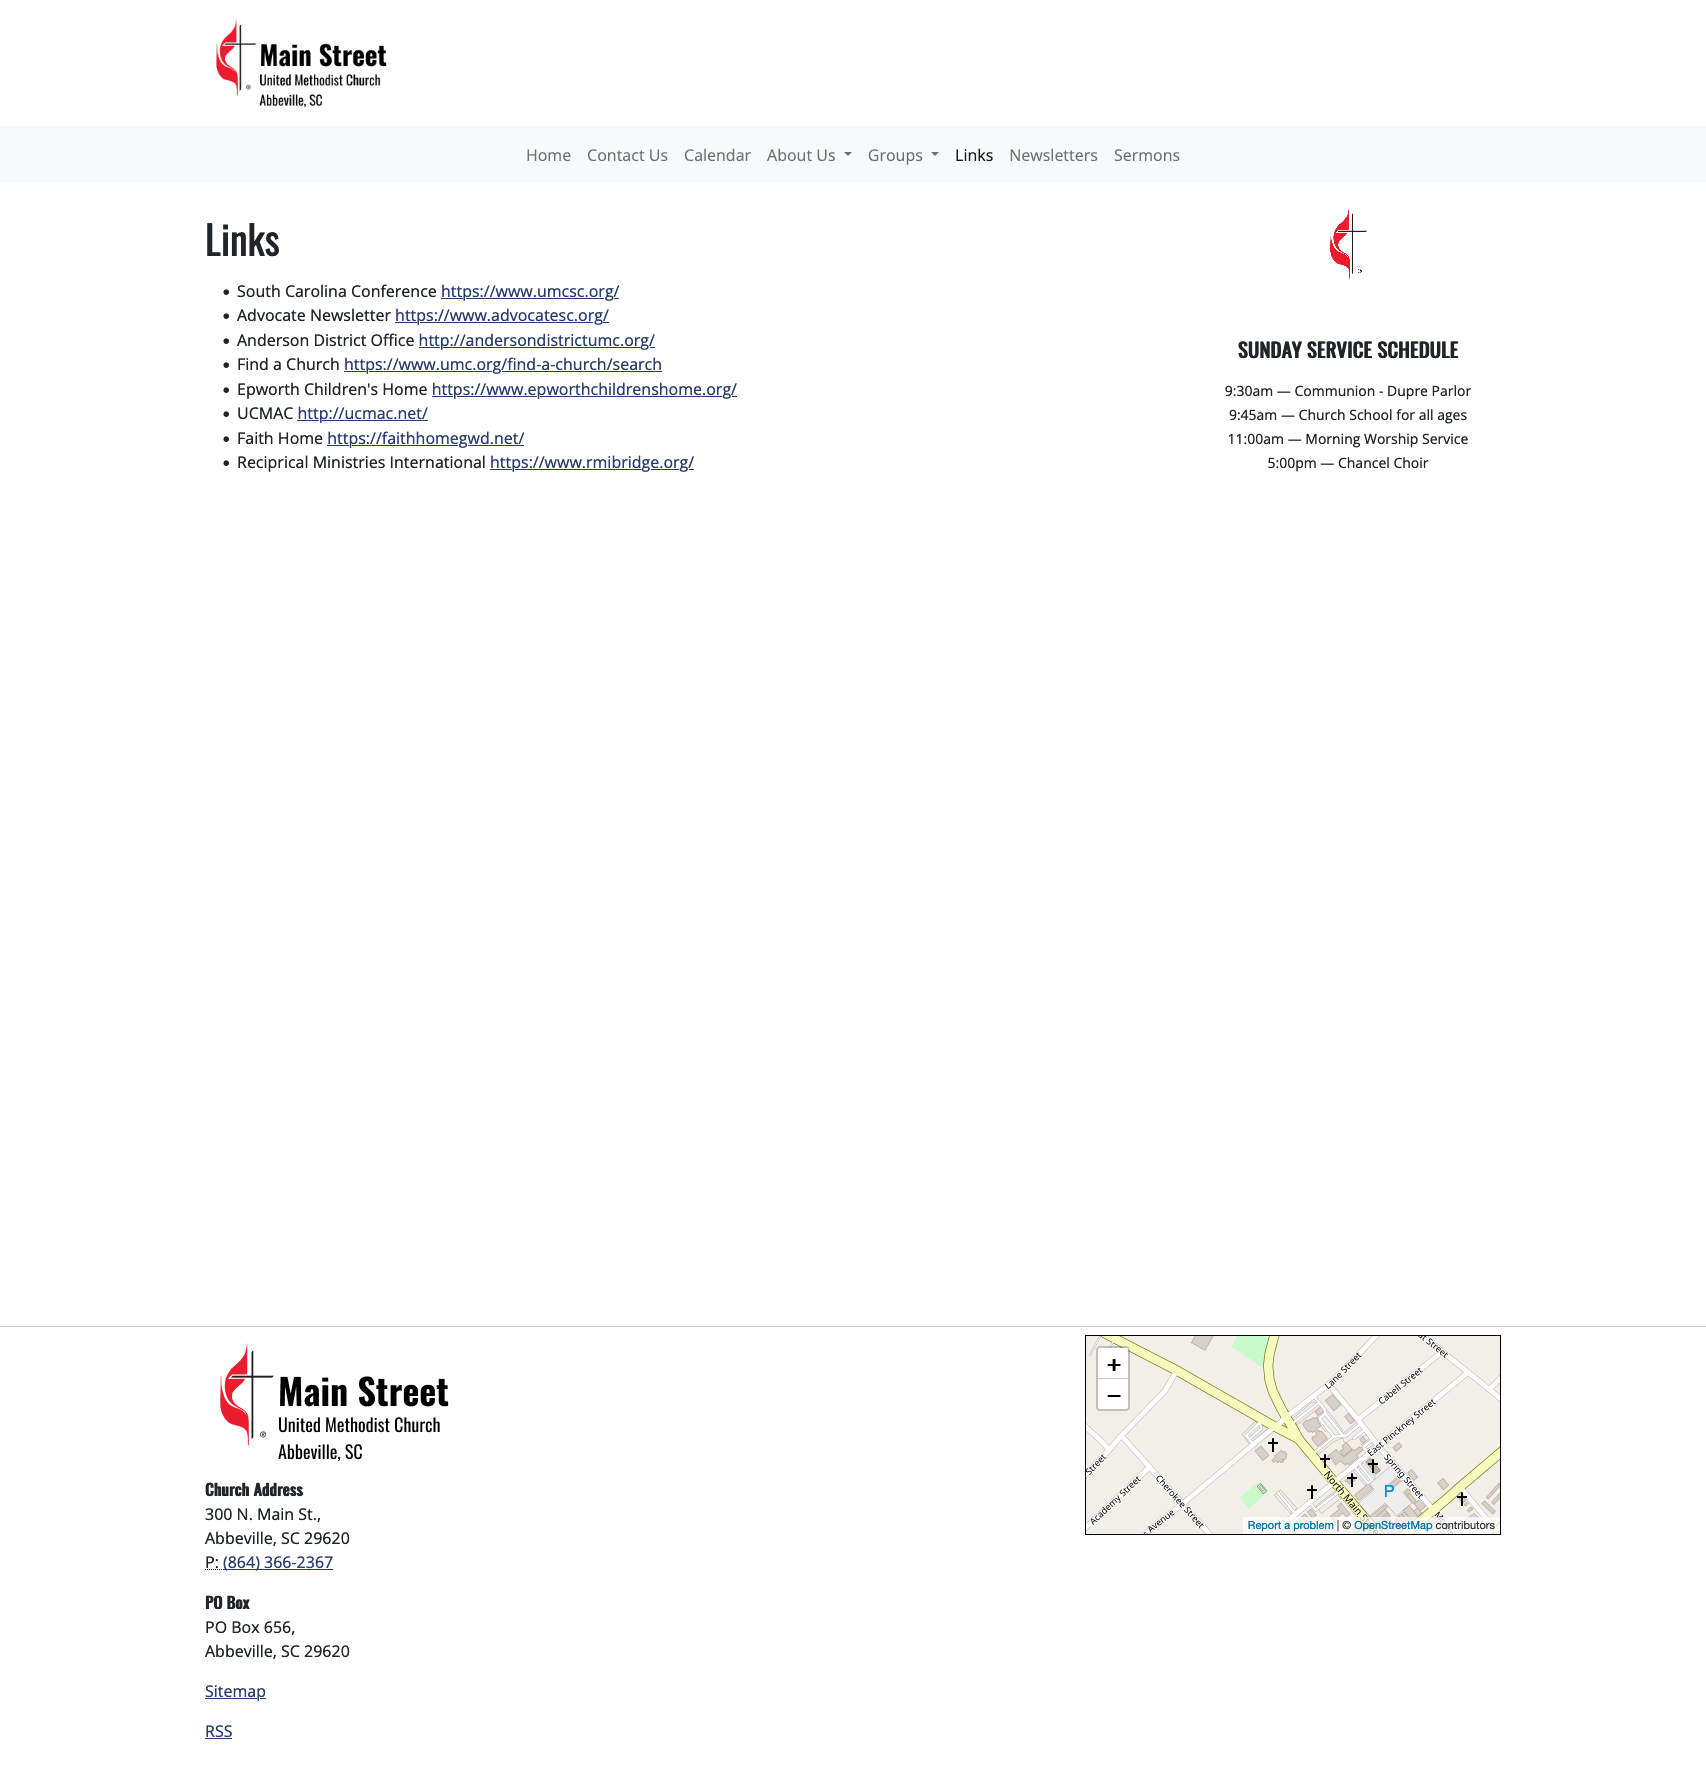 Main Street
United Methodist Church
Abbeville, SC
Home Contact Us Calendar About Us Groups Links Newsletters Sermons
Links
• South Carolina Conference https://www.umcsc.org/
• Advocate Newsletter https://www.advocatesc.org/
• Anderson District Office http://andersondistrictumc.org/
• Find a Church https://www.umc.org/find-a-church/search
• Epworth Children's Home https://www.epworthchildrenshome.org/
• UCMAC http://ucmac.net/
• Faith Home https://faithhomegwd.net/
• Reciprical Ministries International https://www.rmibridge.org/
SUNDAY SERVICE SCHEDULE
9:30am — Communion - Dupre Parlor
9:45am — Church School for all ages
11:00am — Morning Worship Service
5:00pm — Chancel Choir
Main Street
®
United Methodist Church
Abbeville, SC
Church Address
300 N. Main St.,
Abbeville, SC 29620
P: (864) 366-2367
PO Box
PO Box 656,
Abbeville, SC 29620
Sitemap
RSS
+
−
Street
Lane Street
Cabell Street
East Pinckney Street
Spring Street
North Main
Street
Academy Street
Cherokee Street
Avenue
P
Report a problem | © OpenStreetMap contributors